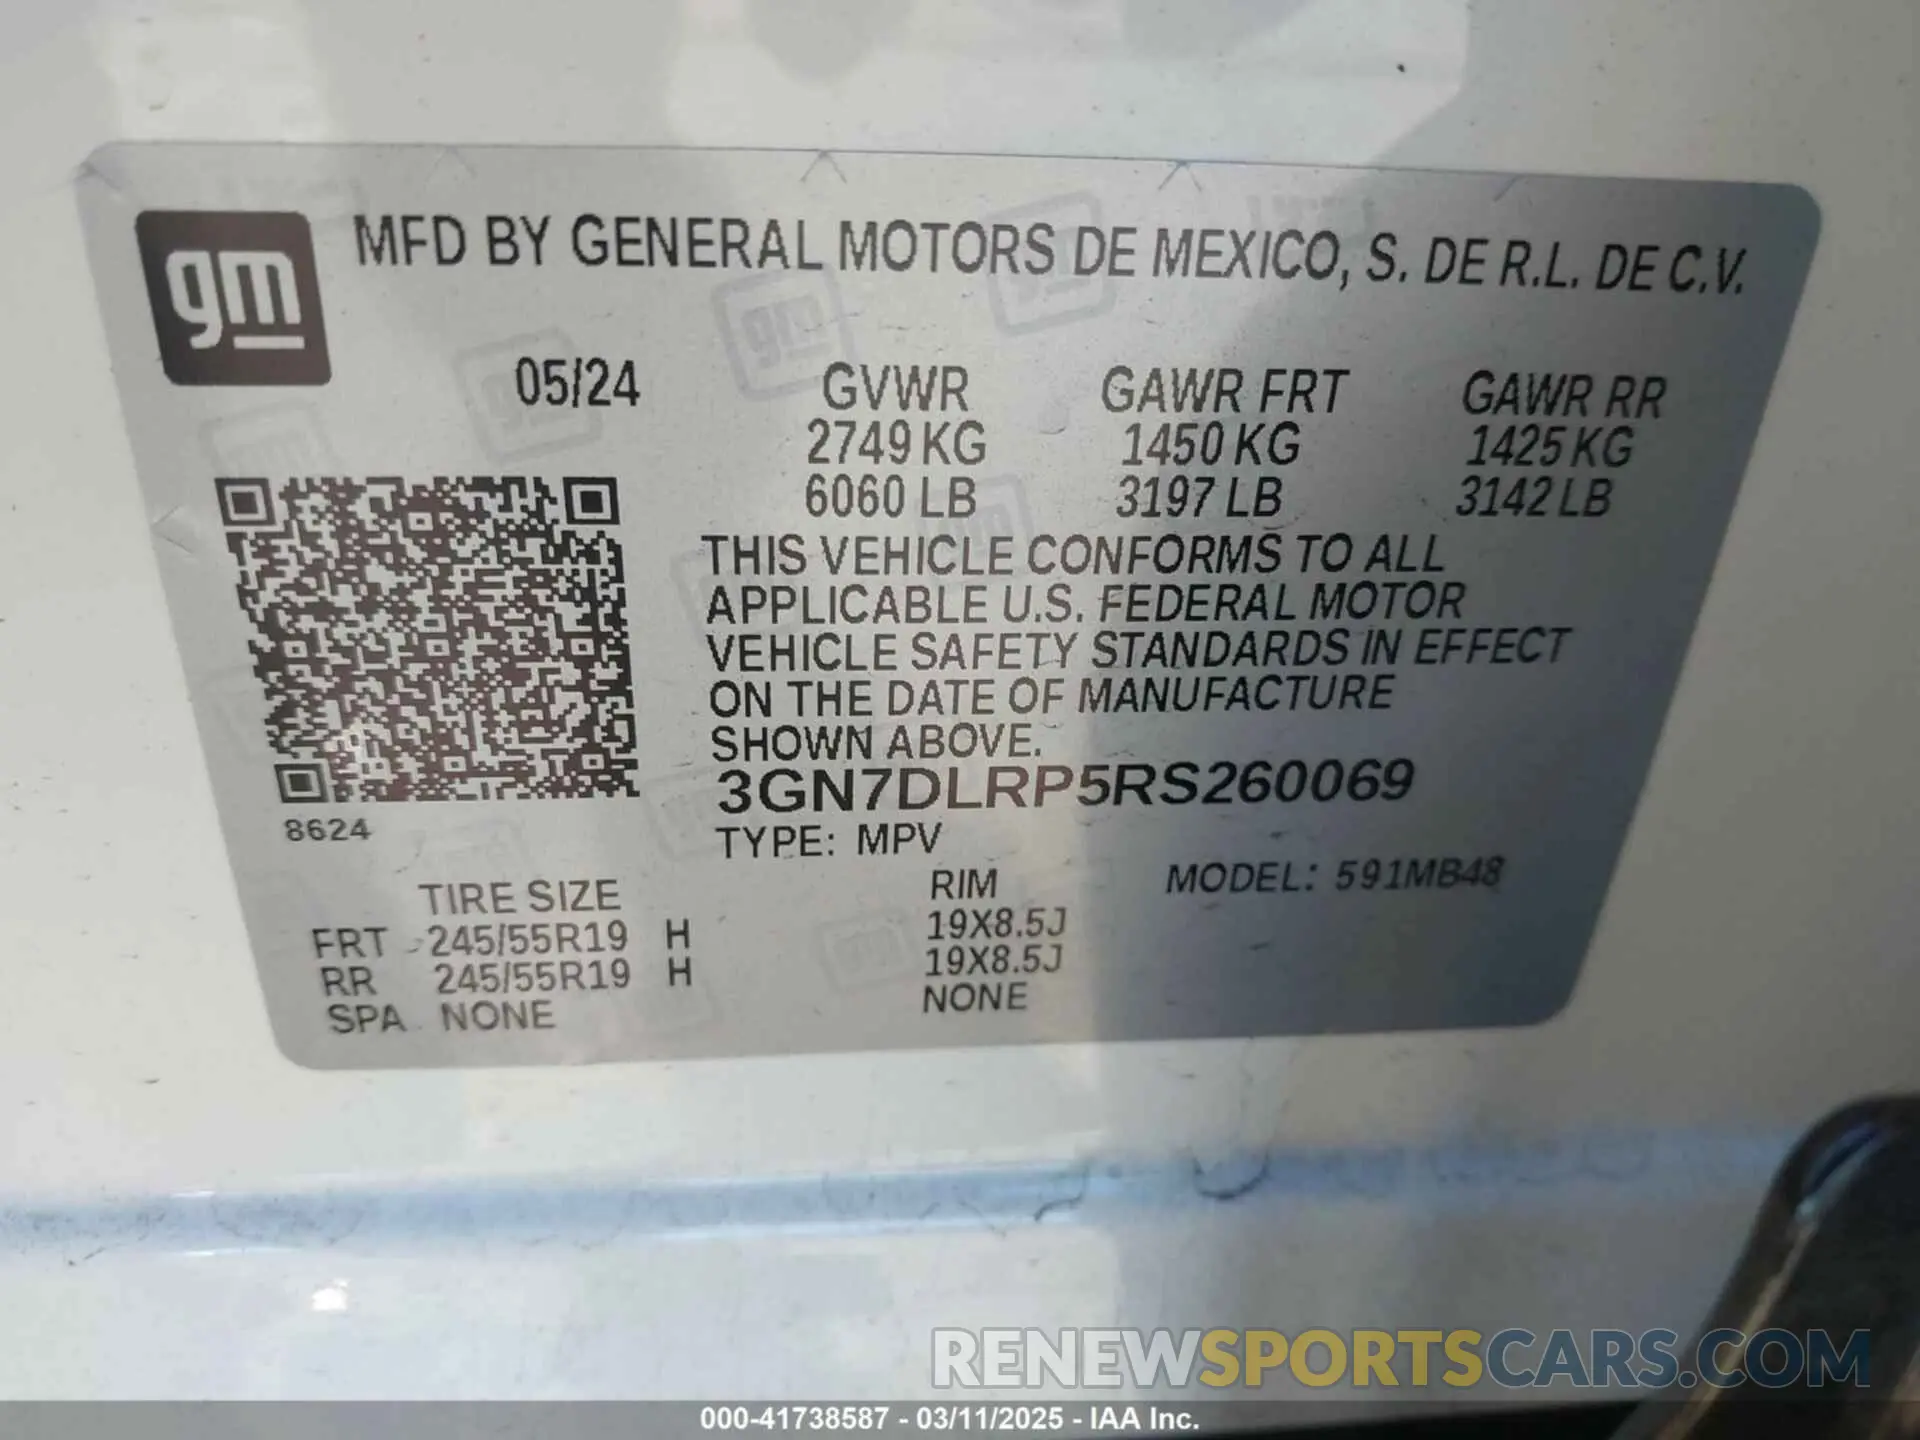 gm
MFD BY GENERAL MOTORS DE MEXICO, S. DE R.L. DE C.V.
05/24 GVWR GAWR FRT GAWR RR
2749 KG 1450 KG 1425 KG
6060 LB 3197 LB 3142 LB
THIS VEHICLE CONFORMS TO ALL
APPLICABLE U.S. FEDERAL MOTOR
VEHICLE SAFETY STANDARDS IN EFFECT
ON THE DATE OF MANUFACTURE
SHOWN ABOVE.
3GN7DLRP5RS260069
8624
TYPE: MPV
MODEL: 591MB48
TIRE SIZE RIM
FRT 245/55R19 H 19X8.5J
RR 245/55R19 H 19X8.5J
SPA NONE NONE
RENEWSPORTSCARS.COM
000-41738587 - 03/11/2025 - IAA Inc.